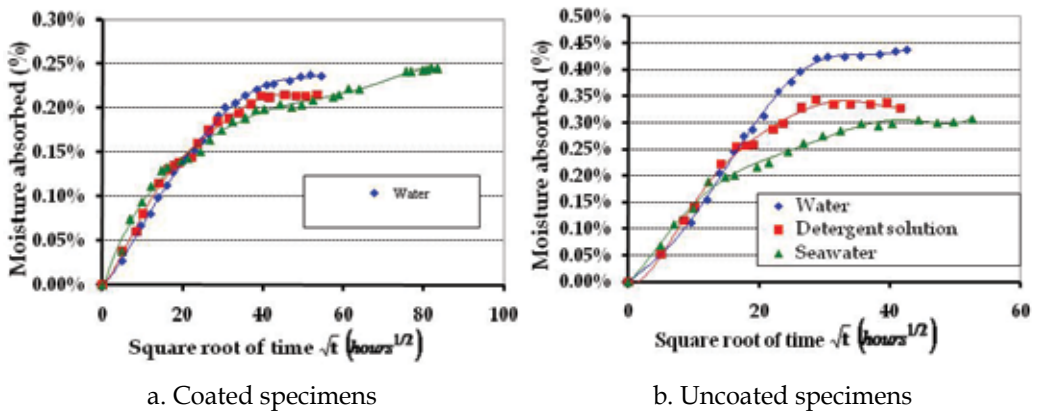 0.30%
0.25%
0.20%
0.15%
0.10%
0.05%
0.00%
Moisture absorbed (%)
0 20 40 60 80 100
Square root of time √t (hours^1/2)
Water
a. Coated specimens
0.50%
0.45%
0.40%
0.35%
0.30%
0.25%
0.20%
0.15%
0.10%
0.05%
0.00%
Moisture absorbed (%)
0 20 40 60
Square root of time √t (hours^1/2)
Water
Detergent solution
Seawater
b. Uncoated specimens